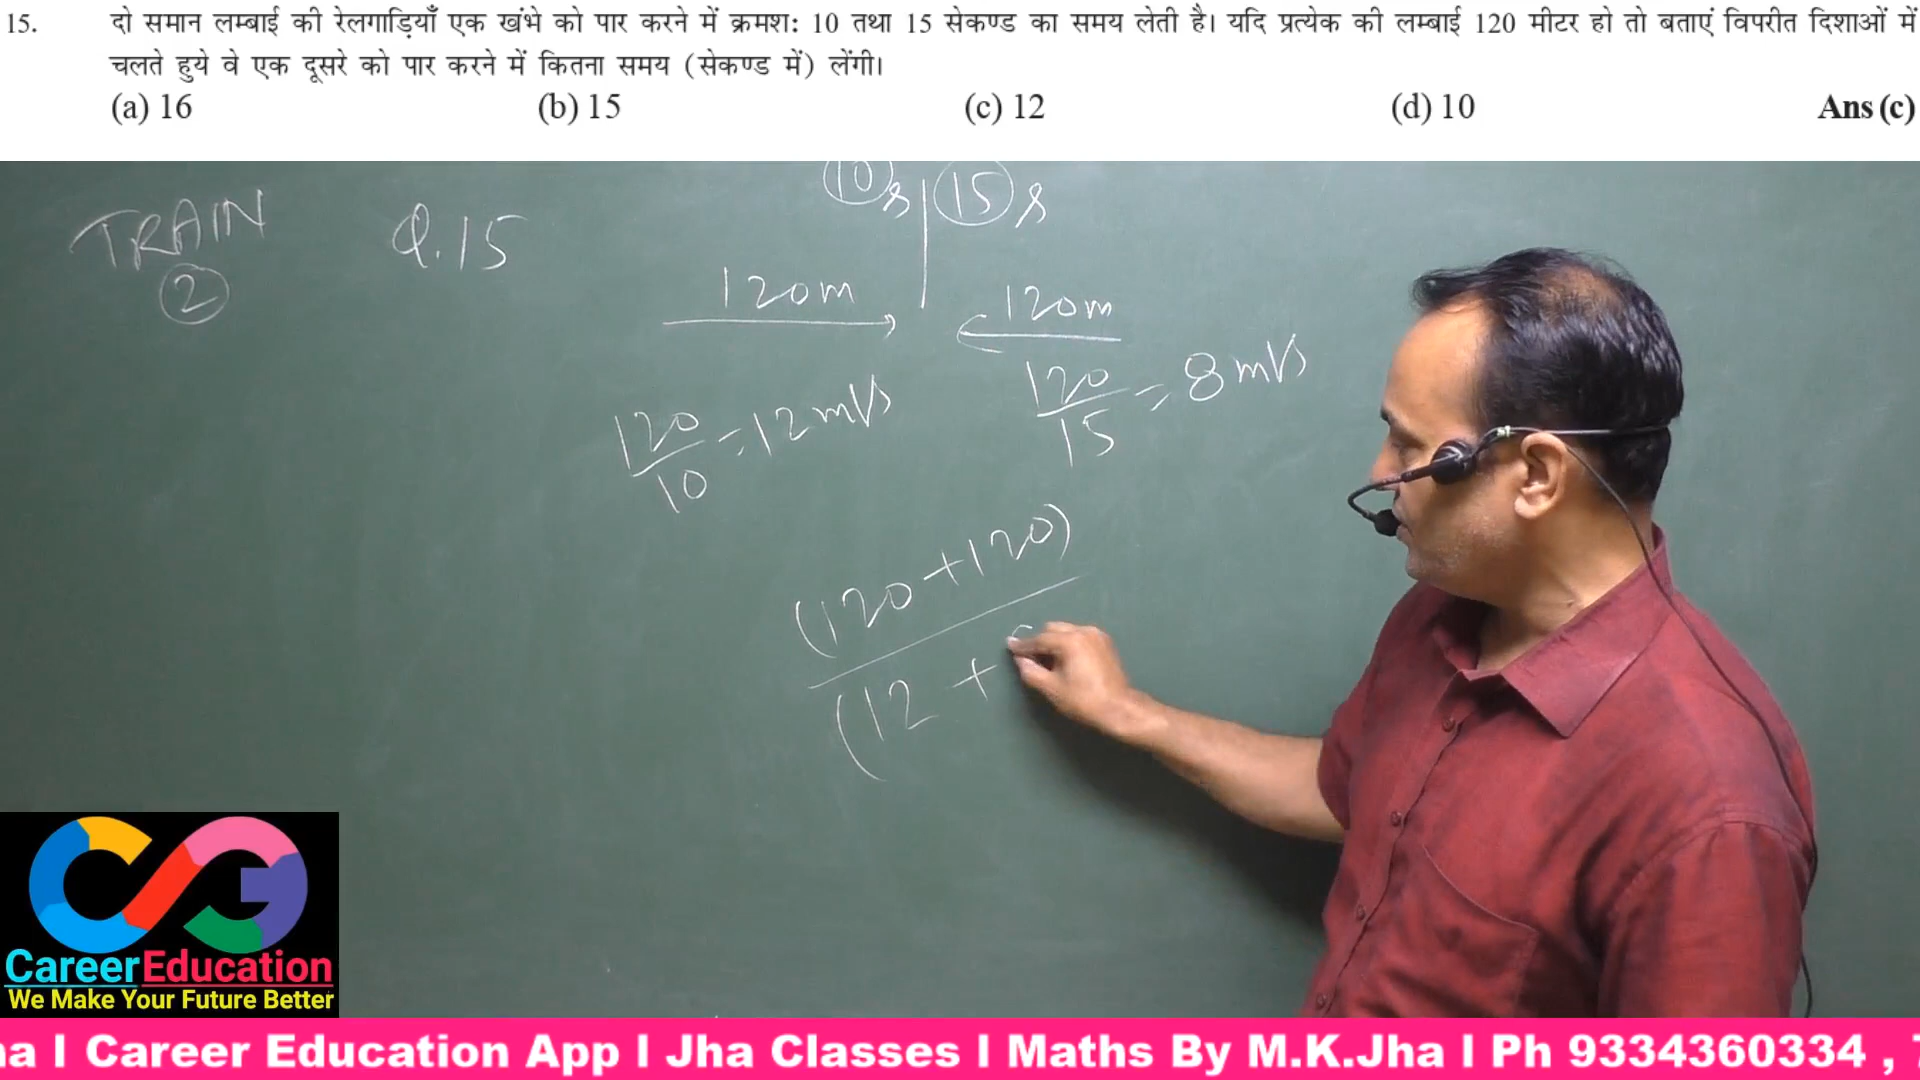 15. दो समान लम्बाई की रेलगाड़ियाँ एक खंभे को पार करने में क्रमश: 10 तथा 15 सेकण्ड का समय लेती है। यदि प्रत्येक की लम्बाई 120 मीटर हो तो बताएं विपरीत दिशाओं में
चलते हुये वे एक दूसरे को पार करने में कितना समय (सेकण्ड में) लेंगी।
(a) 16 (b) 15 (c) 12 (d) 10 Ans (c)
10 s | 15 s
TRAIN Q.15
2
120m 120m
120/10 = 12 m/s 120/15 = 8 m/s
(120+120)
(12 +
CareerEducation
We Make Your Future Better
na I Career Education App I Jha Classes I Maths By M.K.Jha I Ph 9334360334 , 7